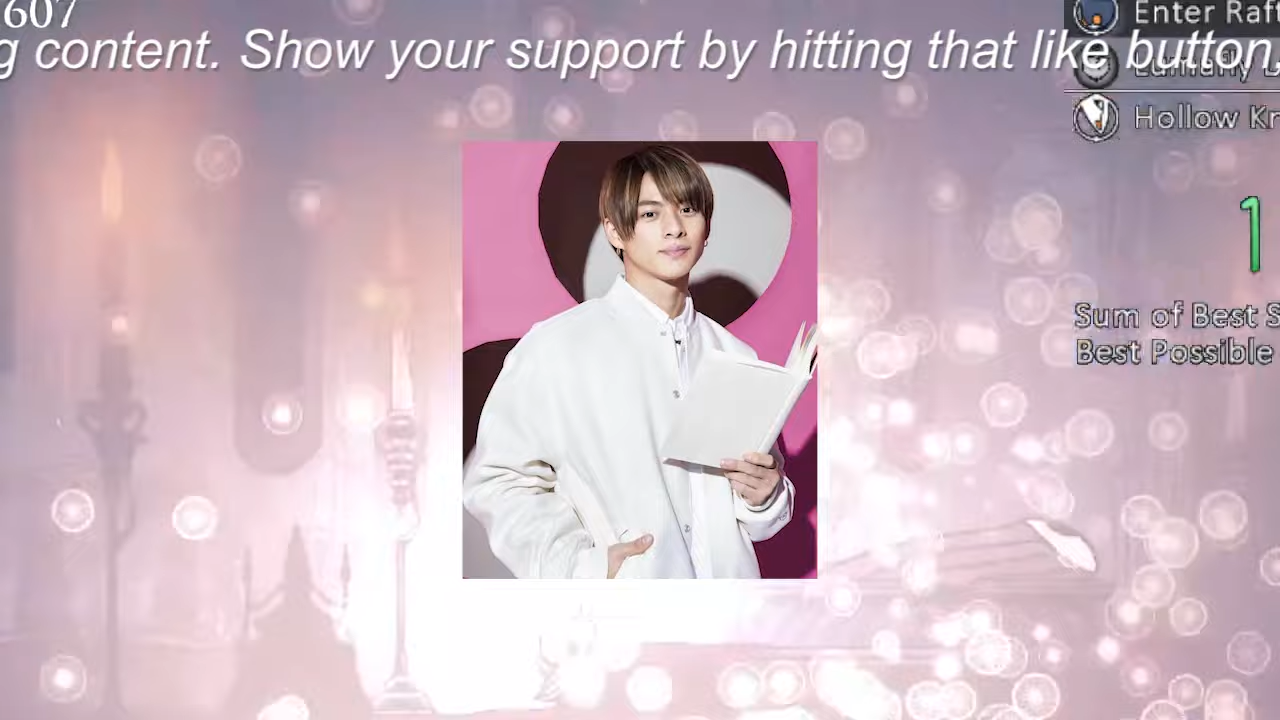 607
g content. Show your support by hitting that like button,
Enter Raft
Hollow Kr
1
Sum of Best S
Best Possible